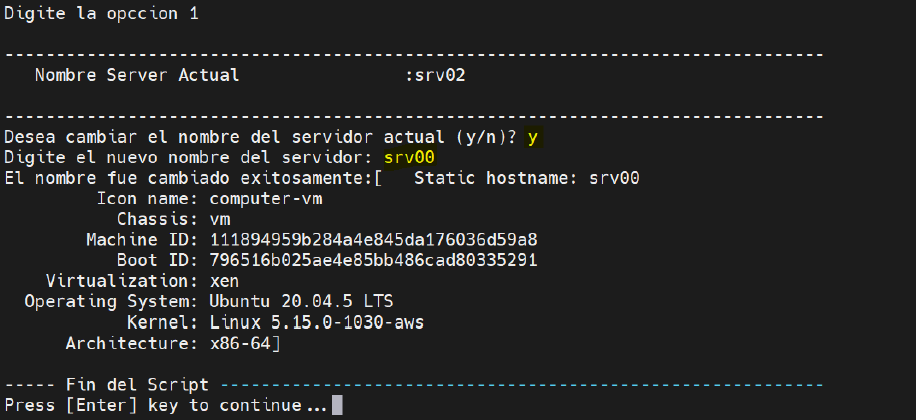 Digite la opccion 1
--------------------------------------------------------------------------------
Nombre Server Actual :srv02
--------------------------------------------------------------------------------
Desea cambiar el nombre del servidor actual (y/n)? y
Digite el nuevo nombre del servidor: srv00
El nombre fue cambiado exitosamente:[ Static hostname: srv00
Icon name: computer-vm
Chassis: vm
Machine ID: 111894959b284a4e845da176036d59a8
Boot ID: 796516b025ae4e85bb486cad80335291
Virtualization: xen
Operating System: Ubuntu 20.04.5 LTS
Kernel: Linux 5.15.0-1030-aws
Architecture: x86-64]
----- Fin del Script -----------------------------------------------------------
Press [Enter] key to continue...